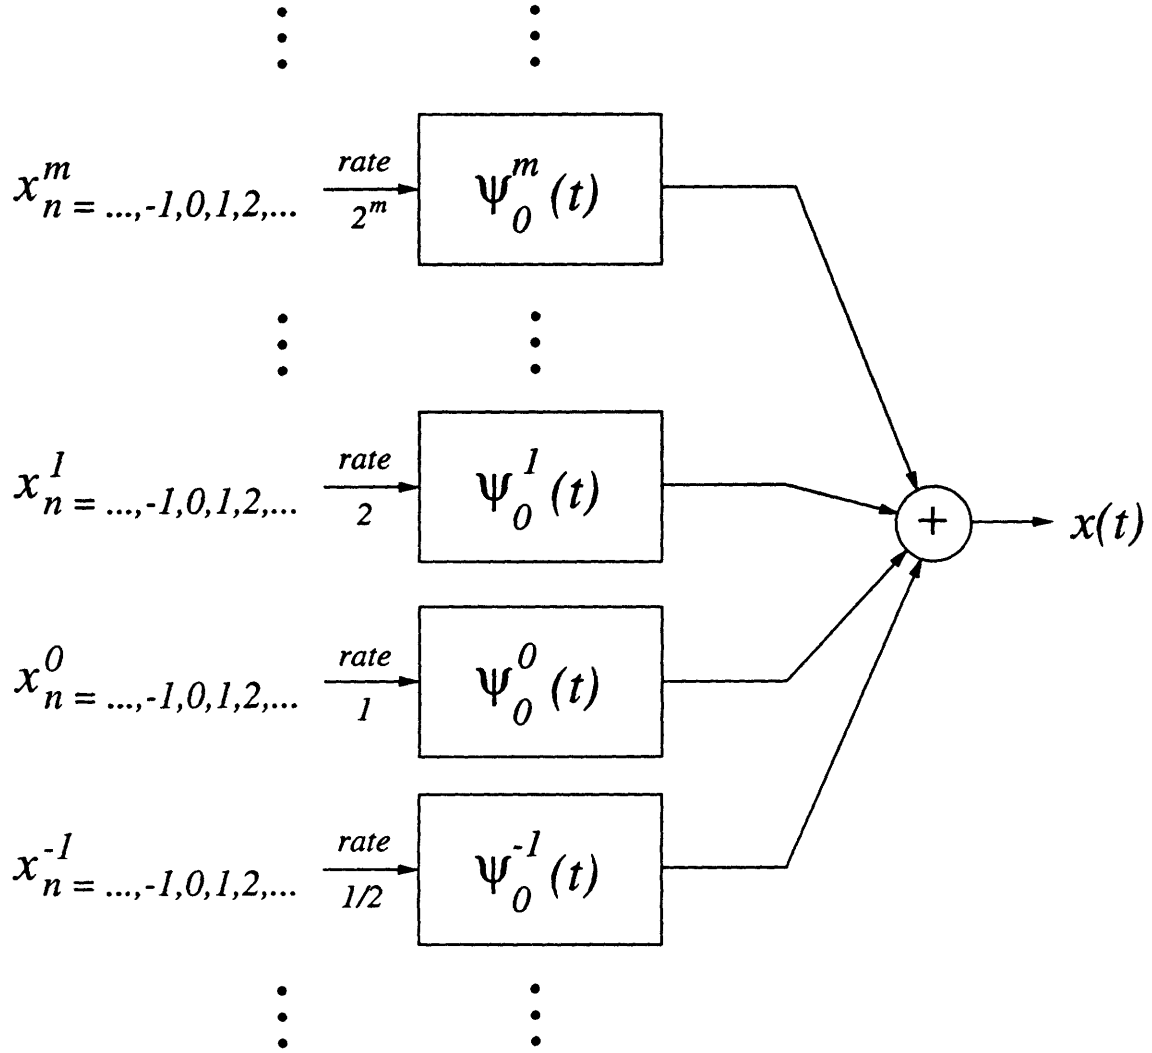 x^m_n = ...,-1,0,1,2,... rate 2^m ψ^m_0 (t)
x^1_n = ...,-1,0,1,2,... rate 2 ψ^1_0 (t)
+ x(t)
x^0_n = ...,-1,0,1,2,... rate 1 ψ^0_0 (t)
x^-1_n = ...,-1,0,1,2,... rate 1/2 ψ^-1_0 (t)